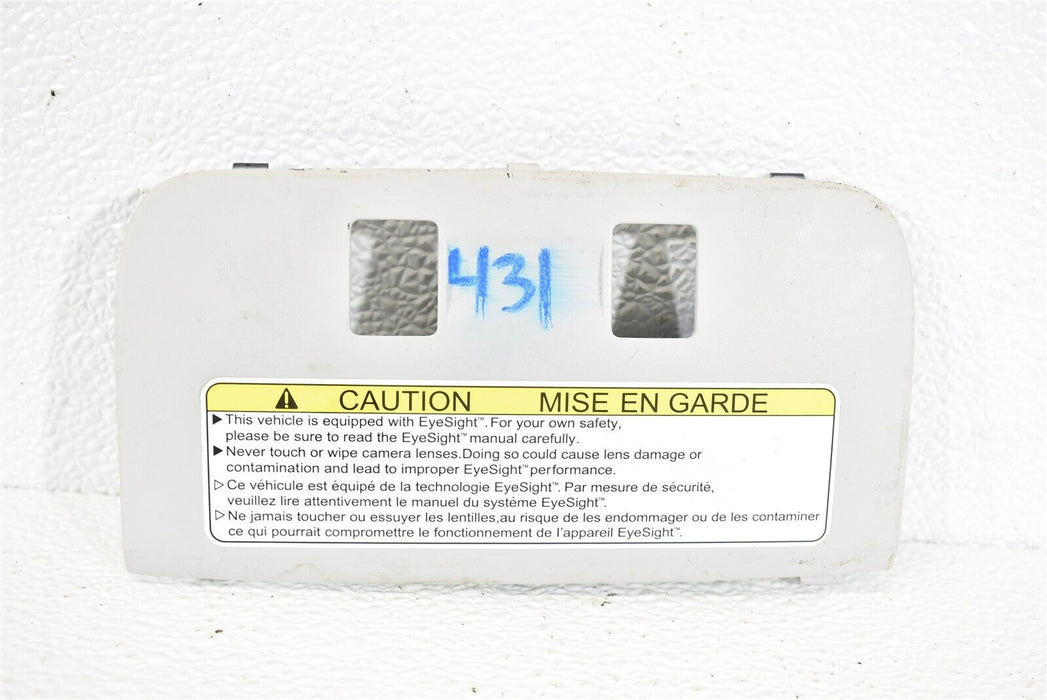 431
CAUTION MISE EN GARDE
▶This vehicle is equipped with EyeSight™. For your own safety,
please be sure to read the EyeSight™ manual carefully.
▶Never touch or wipe camera lenses.Doing so could cause lens damage or
contamination and lead to improper EyeSight™ performance.
▷Ce véhicule est équipé de la technologie EyeSight™. Par mesure de sécurité,
veuillez lire attentivement le manuel du système EyeSight™.
▷Ne jamais toucher ou essuyer les lentilles,au risque de les endommager ou de les contaminer
ce qui pourrait compromettre le fonctionnement de l'appareil EyeSight™.